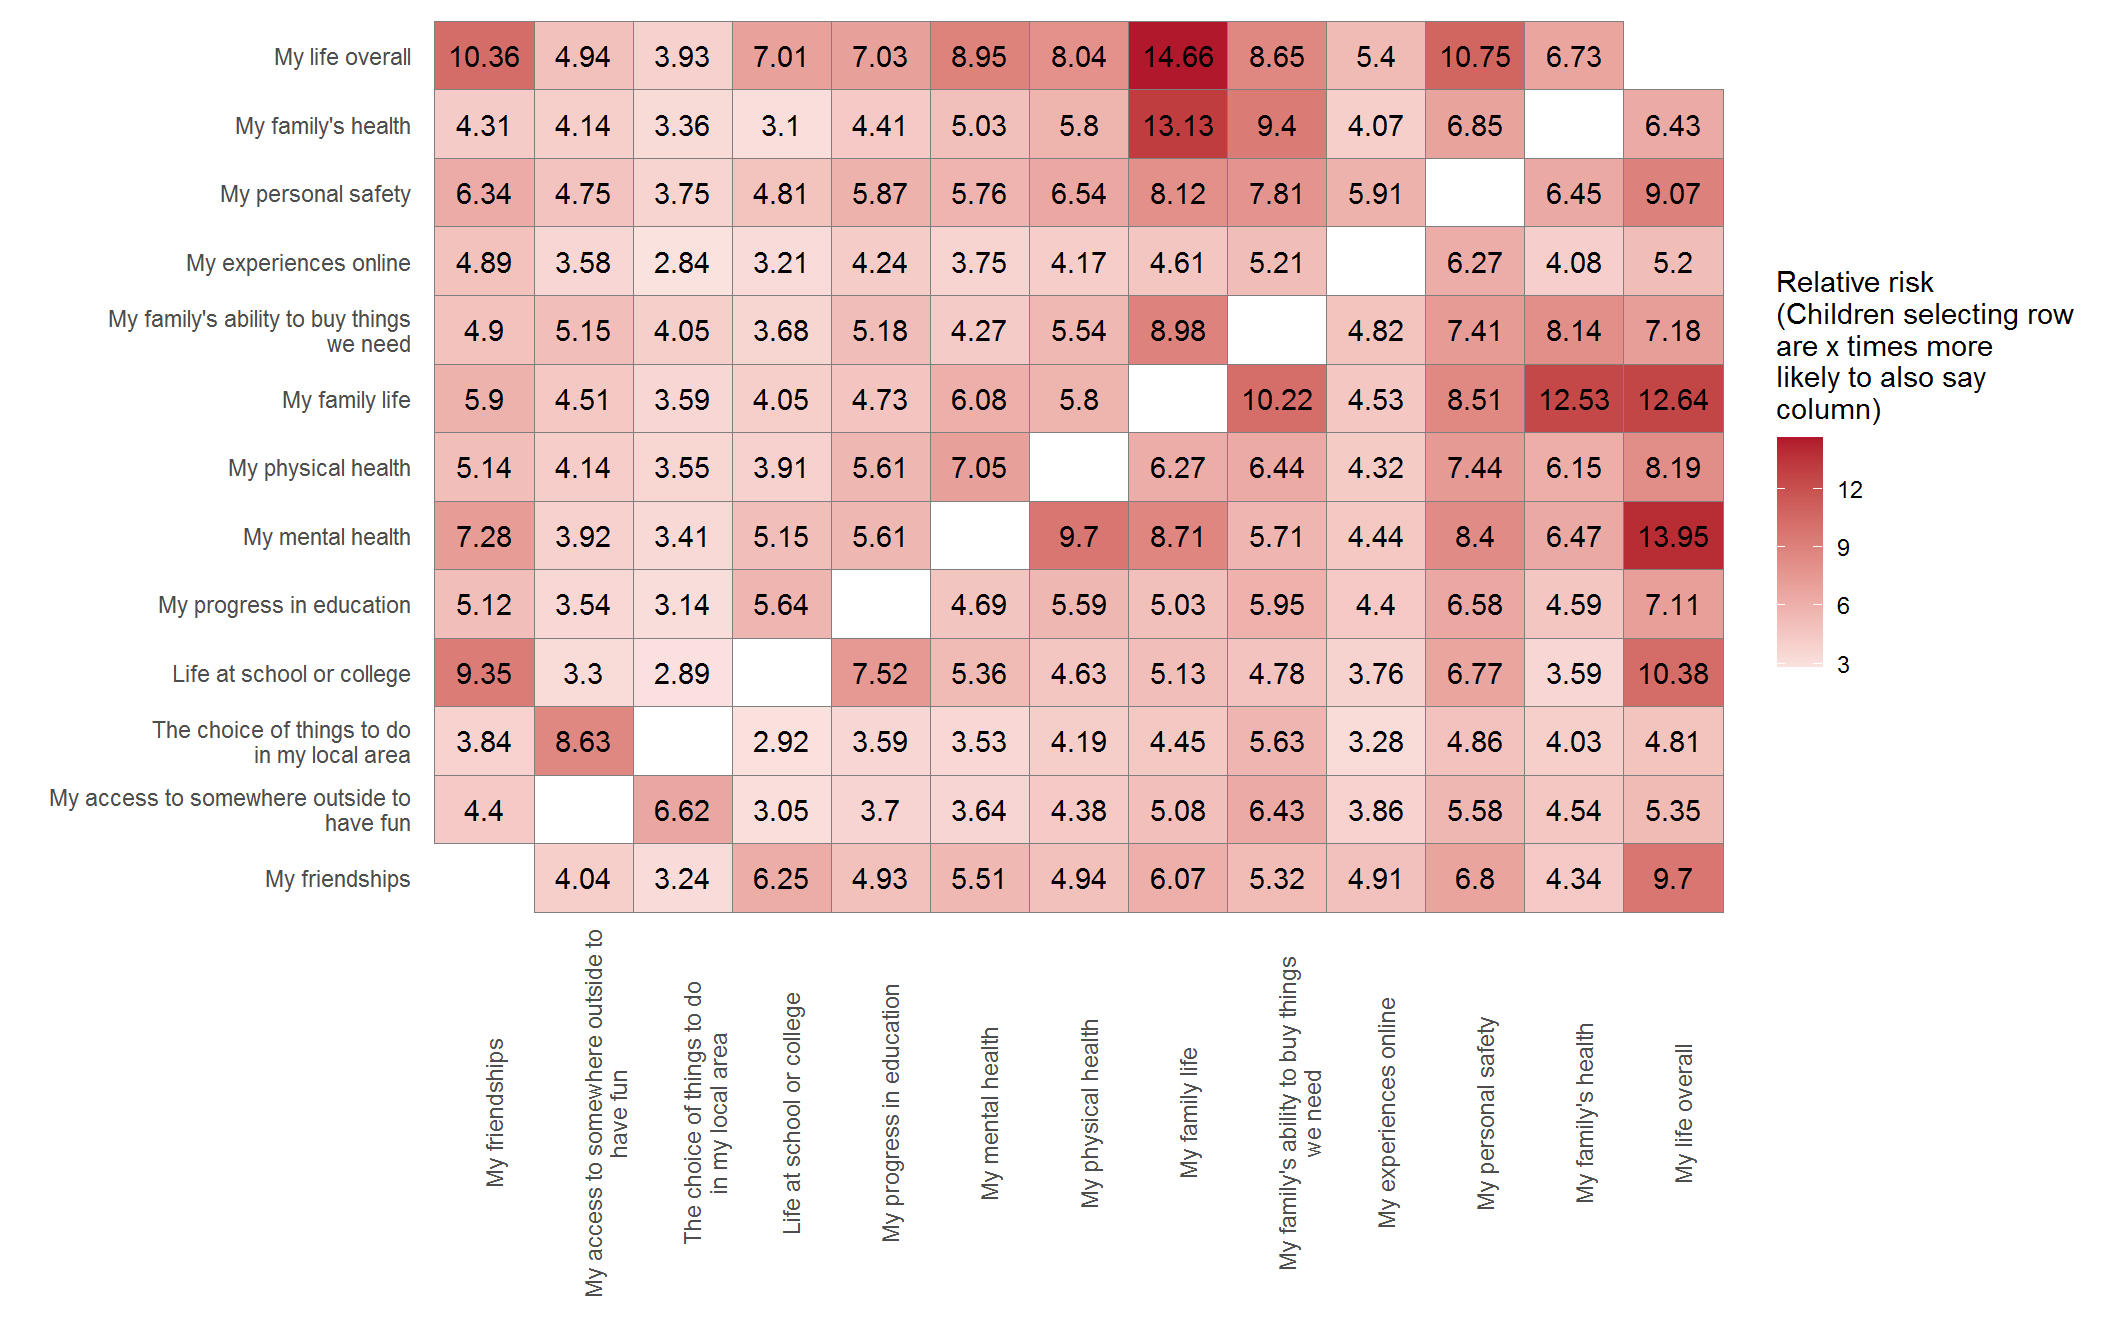 My life overall 10.36 4.94 3.93 7.01 7.03 8.95 8.04 14.66 8.65 5.4 10.75 6.73
My family's health 4.31 4.14 3.36 3.1 4.41 5.03 5.8 13.13 9.4 4.07 6.85 6.43
My personal safety 6.34 4.75 3.75 4.81 5.87 5.76 6.54 8.12 7.81 5.91 6.45 9.07
My experiences online 4.89 3.58 2.84 3.21 4.24 3.75 4.17 4.61 5.21 6.27 4.08 5.2
My family's ability to buy things
we need 4.9 5.15 4.05 3.68 5.18 4.27 5.54 8.98 4.82 7.41 8.14 7.18
My family life 5.9 4.51 3.59 4.05 4.73 6.08 5.8 10.22 4.53 8.51 12.53 12.64
My physical health 5.14 4.14 3.55 3.91 5.61 7.05 6.27 6.44 4.32 7.44 6.15 8.19
My mental health 7.28 3.92 3.41 5.15 5.61 9.7 8.71 5.71 4.44 8.4 6.47 13.95
My progress in education 5.12 3.54 3.14 5.64 4.69 5.59 5.03 5.95 4.4 6.58 4.59 7.11
Life at school or college 9.35 3.3 2.89 7.52 5.36 4.63 5.13 4.78 3.76 6.77 3.59 10.38
The choice of things to do
in my local area 3.84 8.63 2.92 3.59 3.53 4.19 4.45 5.63 3.28 4.86 4.03 4.81
My access to somewhere outside to
have fun 4.4 6.62 3.05 3.7 3.64 4.38 5.08 6.43 3.86 5.58 4.54 5.35
My friendships 4.04 3.24 6.25 4.93 5.51 4.94 6.07 5.32 4.91 6.8 4.34 9.7
My friendships
My access to somewhere outside to
have fun
The choice of things to do
in my local area
Life at school or college
My progress in education
My mental health
My physical health
My family life
My family's ability to buy things
we need
My experiences online
My personal safety
My family's health
My life overall
Relative risk
(Children selecting row
are x times more
likely to also say
column)
12
9
6
3